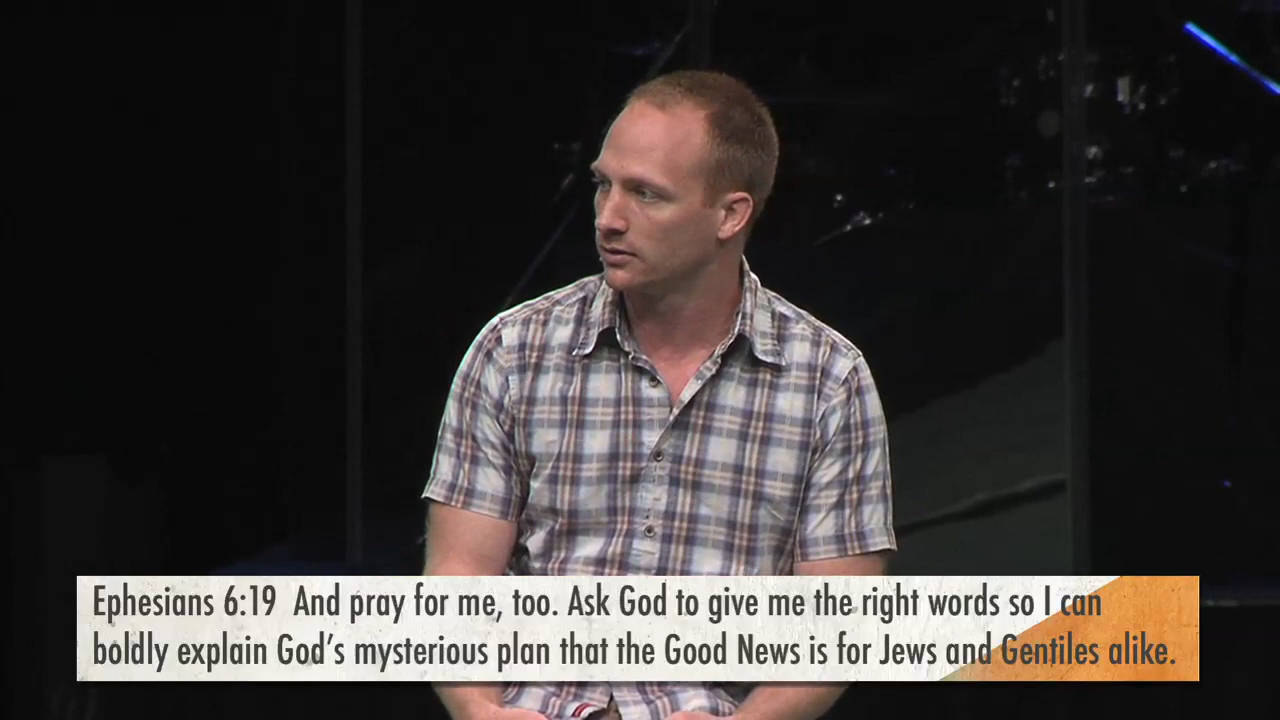 Ephesians 6:19  And pray for me, too. Ask God to give me the right words so I can
boldly explain God's mysterious plan that the Good News is for Jews and Gentiles alike.